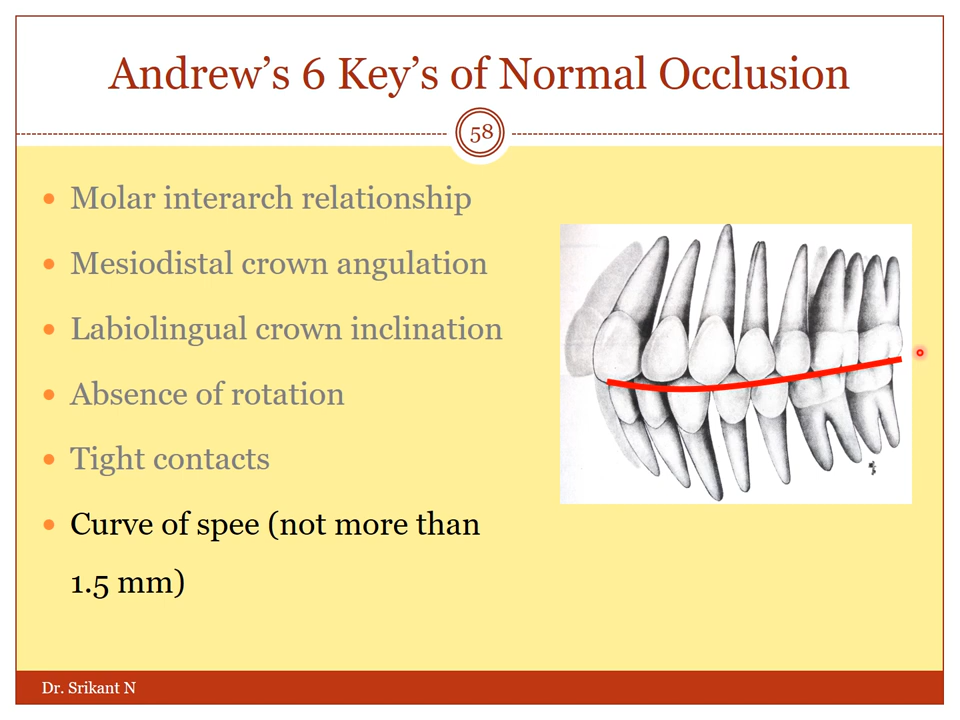 Andrew’s 6 Key’s of Normal Occlusion
58
• Molar interarch relationship
• Mesiodistal crown angulation
• Labiolingual crown inclination
• Absence of rotation
• Tight contacts
• Curve of spee (not more than
1.5 mm)
Dr. Srikant N